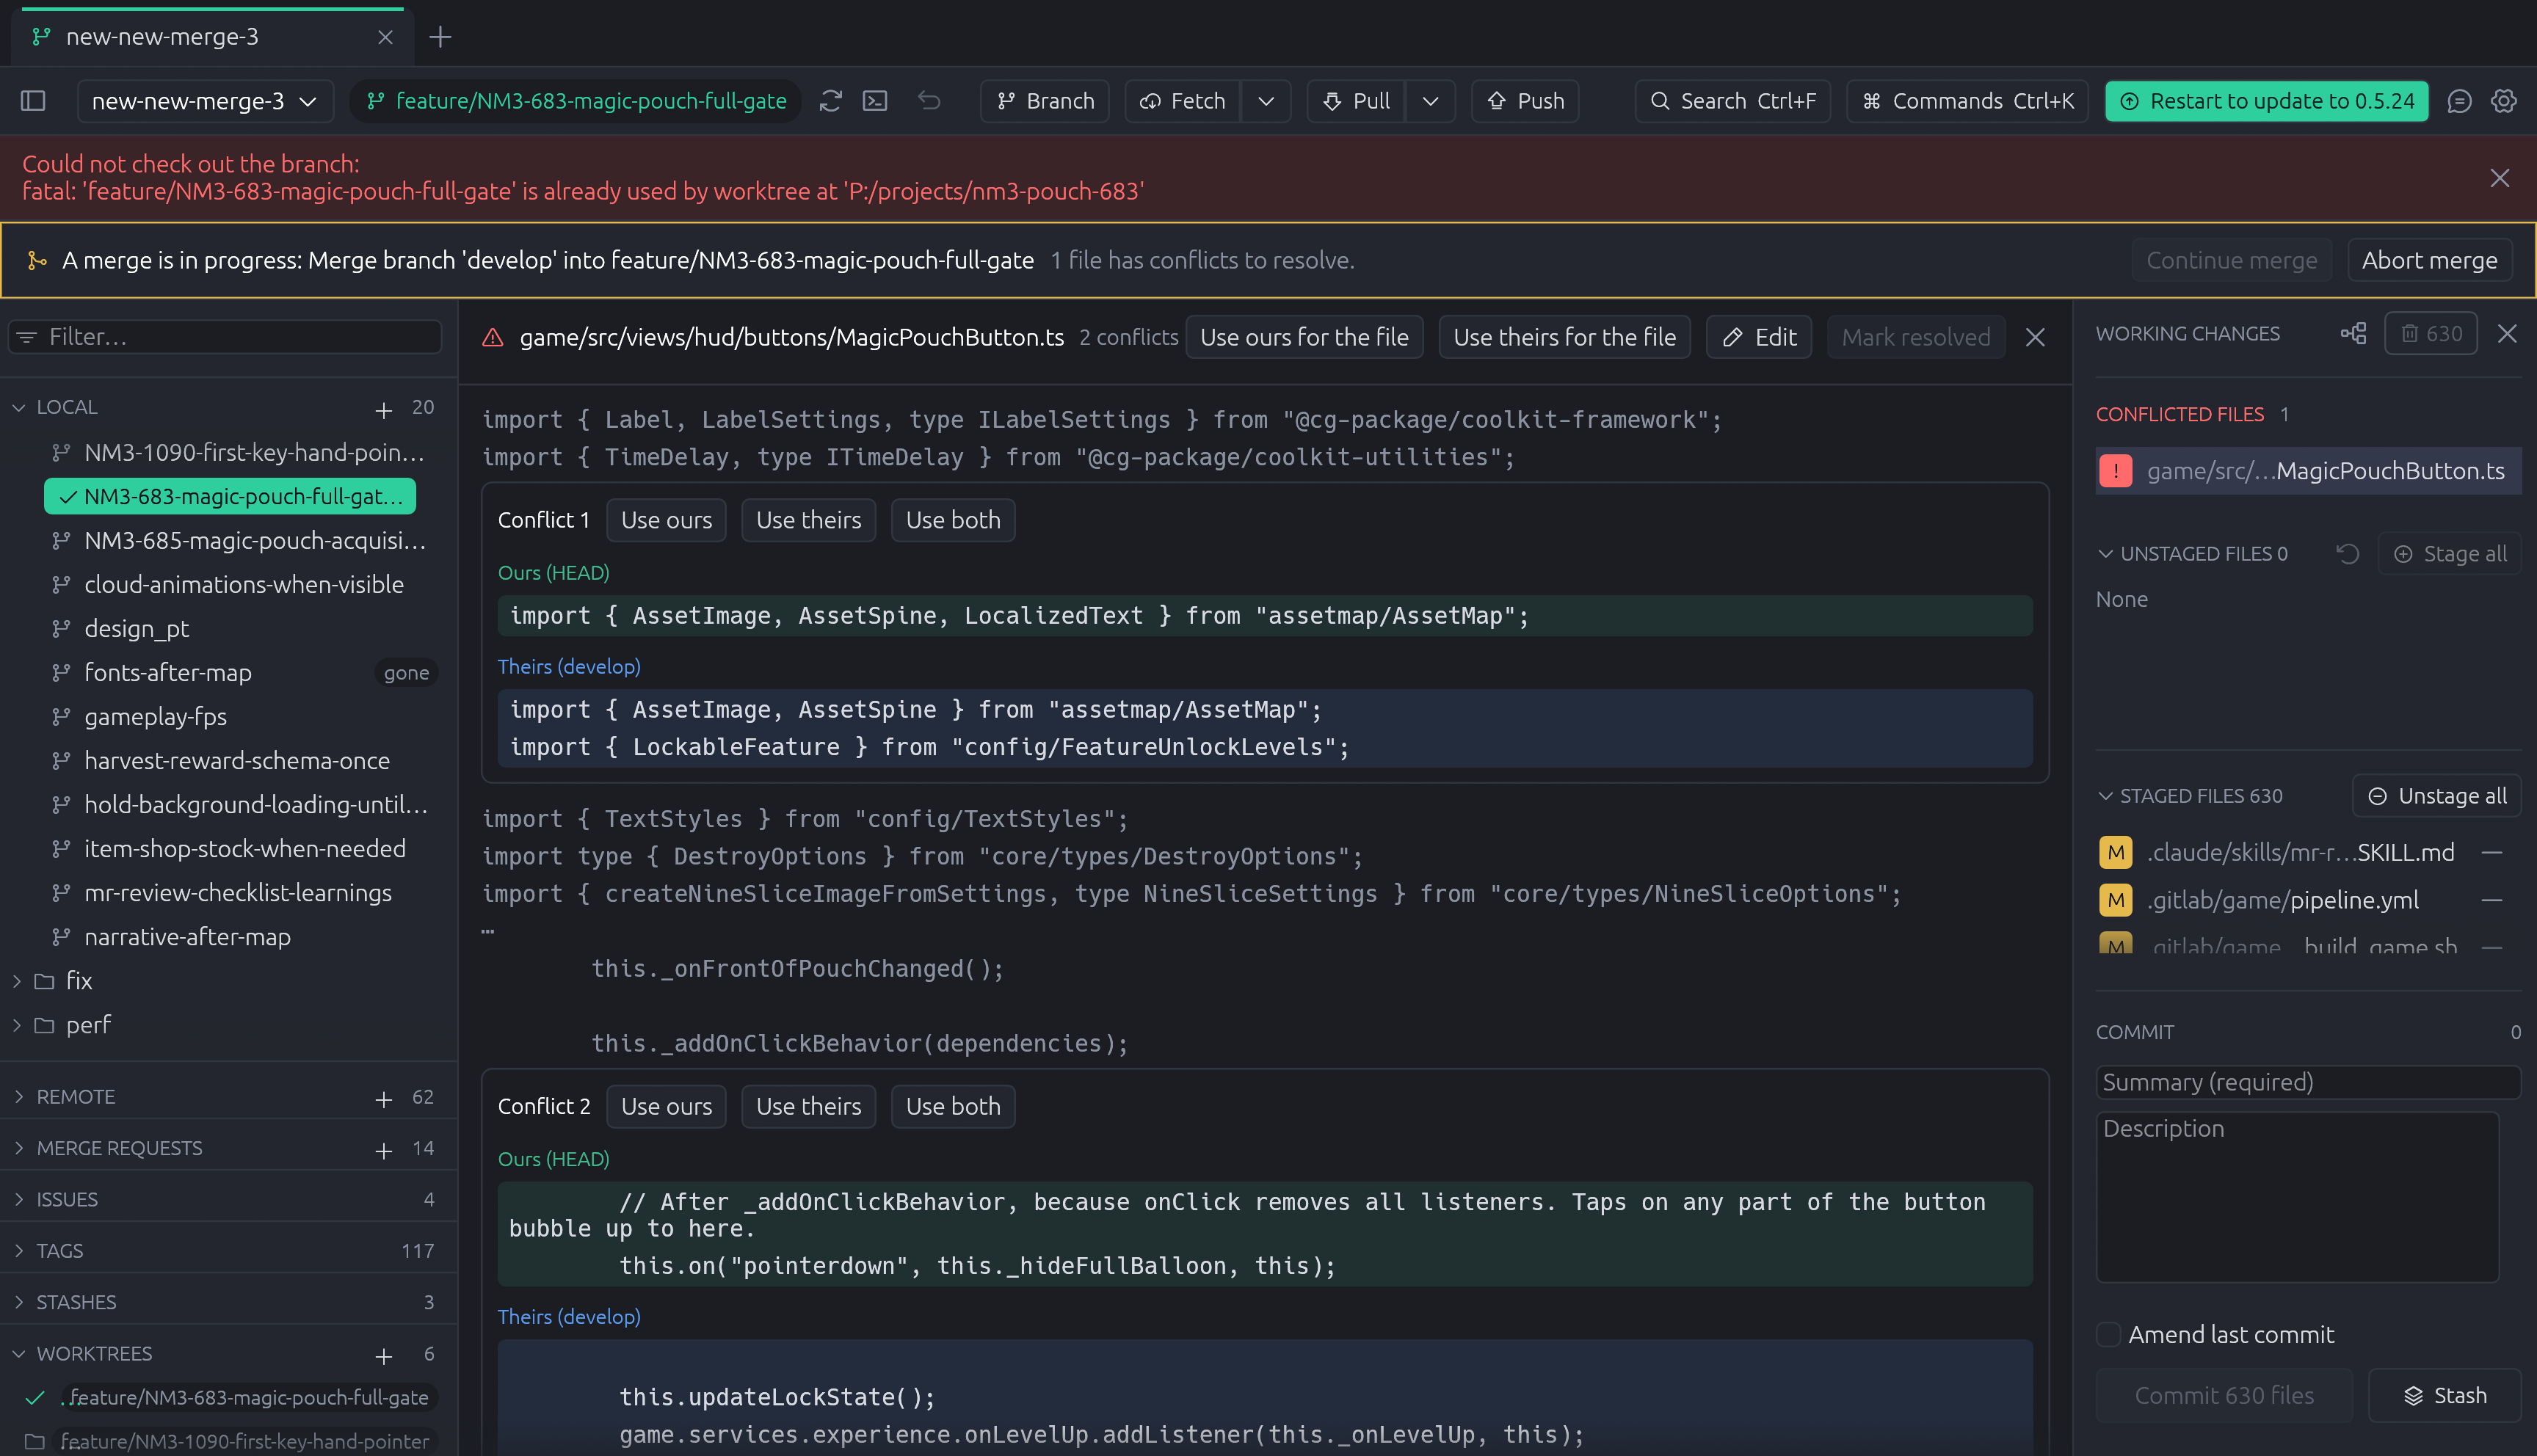 new-new-merge-3
new-new-merge-3
feature/NM3-683-magic-pouch-full-gate
Branch
Fetch
Pull
Push
Search Ctrl+F
Commands Ctrl+K
Restart to update to 0.5.24
Could not check out the branch:
fatal: 'feature/NM3-683-magic-pouch-full-gate' is already used by worktree at 'P:/projects/nm3-pouch-683'
A merge is in progress: Merge branch 'develop' into feature/NM3-683-magic-pouch-full-gate 1 file has conflicts to resolve.
Continue merge
Abort merge
Filter…
LOCAL 20
NM3-1090-first-key-hand-poin…
NM3-683-magic-pouch-full-gat…
NM3-685-magic-pouch-acquisi…
cloud-animations-when-visible
design_pt
fonts-after-map gone
gameplay-fps
harvest-reward-schema-once
hold-background-loading-until…
item-shop-stock-when-needed
mr-review-checklist-learnings
narrative-after-map
fix
perf
REMOTE 62
MERGE REQUESTS 14
ISSUES 4
TAGS 117
STASHES 3
WORKTREES 6
…feature/NM3-683-magic-pouch-full-gate
…feature/NM3-1090-first-key-hand-pointer
game/src/views/hud/buttons/MagicPouchButton.ts 2 conflicts
Use ours for the file
Use theirs for the file
Edit
Mark resolved
import { Label, LabelSettings, type ILabelSettings } from "@cg-package/coolkit-framework";
import { TimeDelay, type ITimeDelay } from "@cg-package/coolkit-utilities";
Conflict 1 Use ours Use theirs Use both
Ours (HEAD)
import { AssetImage, AssetSpine, LocalizedText } from "assetmap/AssetMap";
Theirs (develop)
import { AssetImage, AssetSpine } from "assetmap/AssetMap";
import { LockableFeature } from "config/FeatureUnlockLevels";
import { TextStyles } from "config/TextStyles";
import type { DestroyOptions } from "core/types/DestroyOptions";
import { createNineSliceImageFromSettings, type NineSliceSettings } from "core/types/NineSliceOptions";
…
this._onFrontOfPouchChanged();
this._addOnClickBehavior(dependencies);
Conflict 2 Use ours Use theirs Use both
Ours (HEAD)
// After _addOnClickBehavior, because onClick removes all listeners. Taps on any part of the button
bubble up to here.
this.on("pointerdown", this._hideFullBalloon, this);
Theirs (develop)
this.updateLockState();
game.services.experience.onLevelUp.addListener(this._onLevelUp, this);
WORKING CHANGES
630
CONFLICTED FILES 1
! game/src/…MagicPouchButton.ts
UNSTAGED FILES 0
Stage all
None
STAGED FILES 630
Unstage all
M .claude/skills/mr-r…SKILL.md
M .gitlab/game/pipeline.yml
M .gitlab/game build_game.sh
COMMIT 0
Summary (required)
Description
Amend last commit
Commit 630 files
Stash